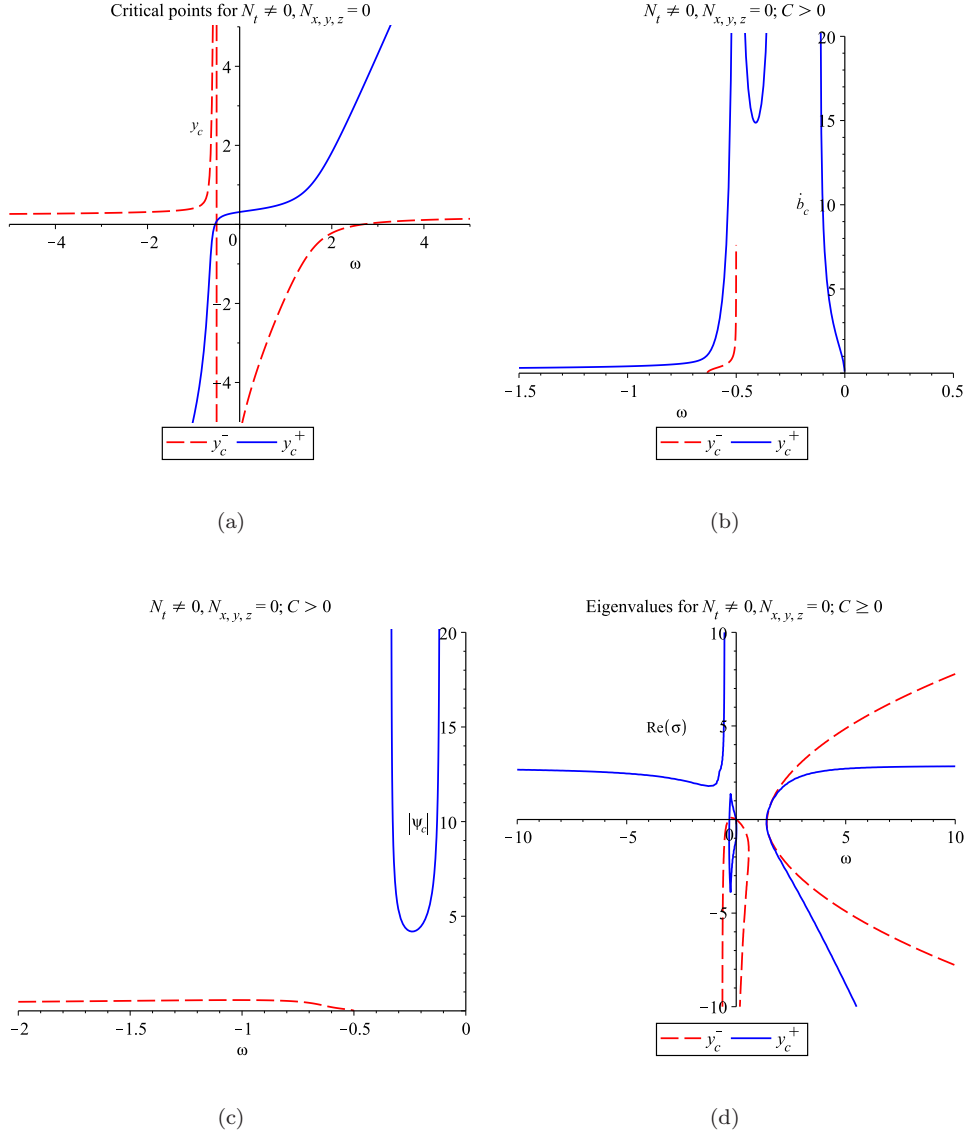 Critical points for N_t ≠ 0, N_{x, y, z} = 0
4
y_c
2
−4
−2
0
2
4
ω
−2
−4
y_c^-
y_c^+
(a)
N_t ≠ 0, N_{x, y, z} = 0; C > 0
20
15
ḃ_c
10
5
−1.5
−1
−0.5
0
0.5
ω
y_c^-
y_c^+
(b)
N_t ≠ 0, N_{x, y, z} = 0; C > 0
20
15
|Ψ_c|
10
5
−2
−1.5
−1
−0.5
0
ω
(c)
Eigenvalues for N_t ≠ 0, N_{x, y, z} = 0; C ≥ 0
10
Re(σ)
5
−10
−5
0
5
10
ω
−5
−10
y_c^-
y_c^+
(d)